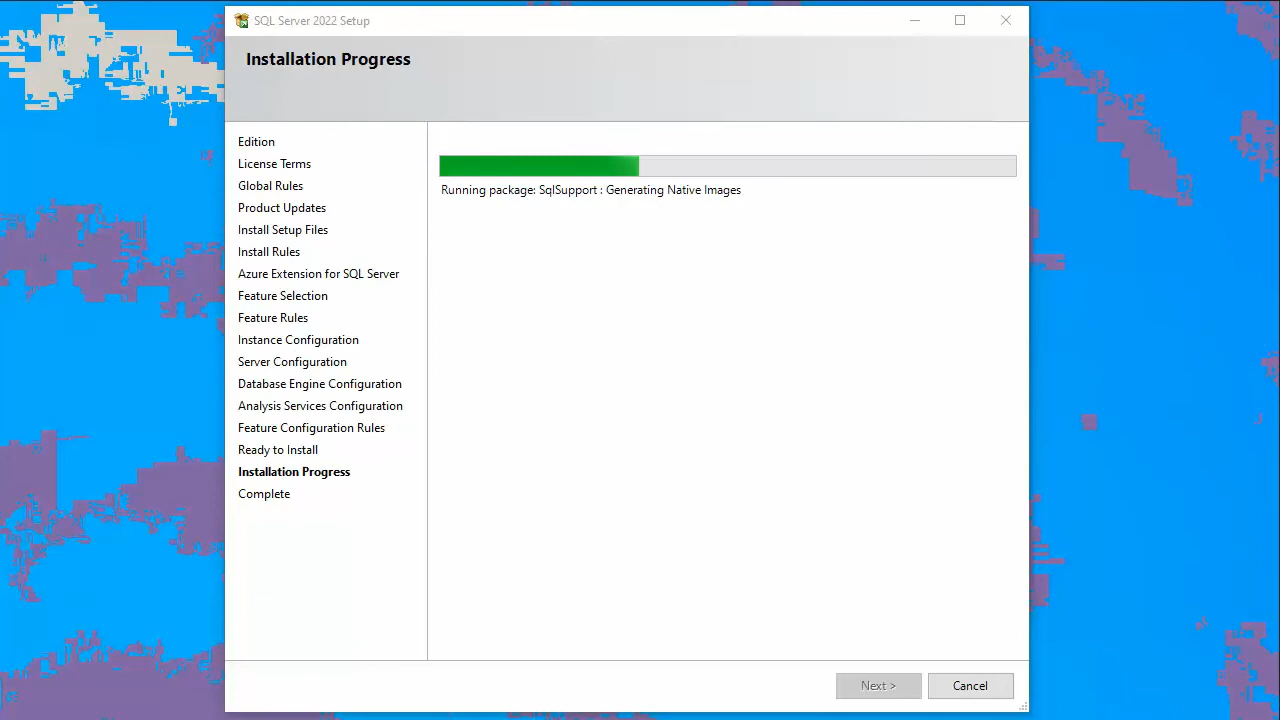 SQL Server 2022 Setup
Installation Progress
Edition
License Terms
Global Rules
Product Updates
Install Setup Files
Install Rules
Azure Extension for SQL Server
Feature Selection
Feature Rules
Instance Configuration
Server Configuration
Database Engine Configuration
Analysis Services Configuration
Feature Configuration Rules
Ready to Install
Installation Progress
Complete
Running package: SqlSupport : Generating Native Images
Next >
Cancel